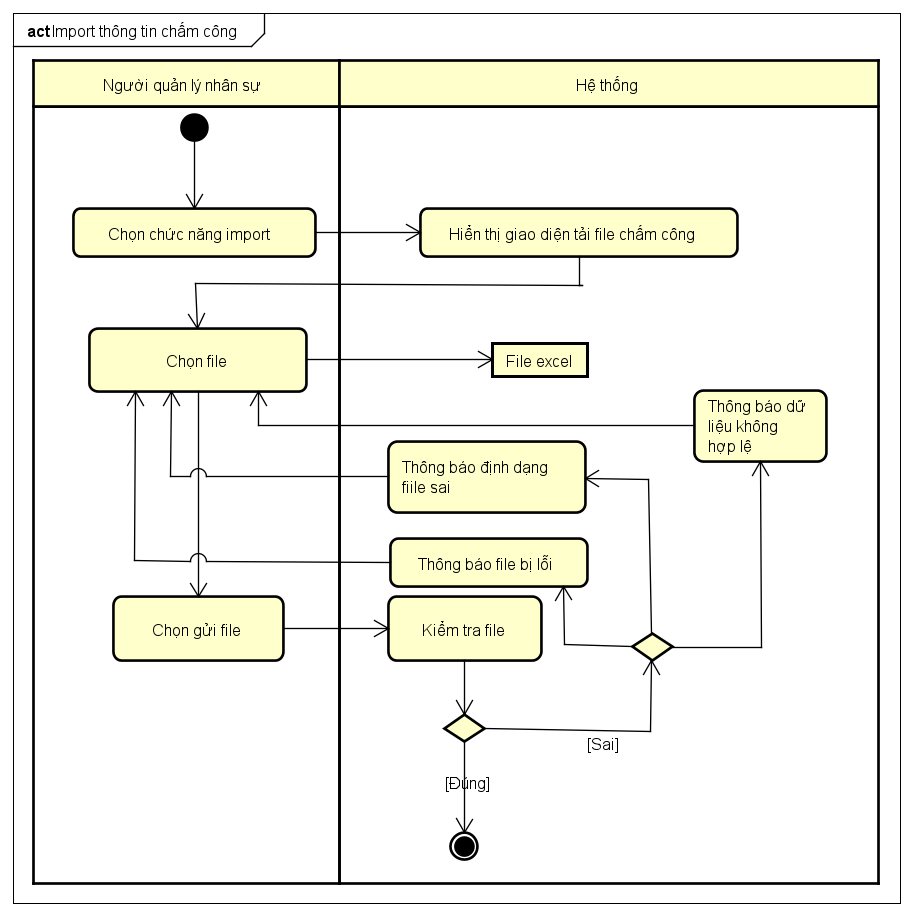 act Import thông tin chấm công
Người quản lý nhân sự
Hệ thống
Chọn chức năng import
Hiển thị giao diện tải file chấm công
Chọn file
File excel
Thông báo dữ
liệu không
hợp lệ
Thông báo định dạng
fiile sai
Thông báo file bị lỗi
Chọn gửi file
Kiểm tra file
[Sai]
[Đúng]